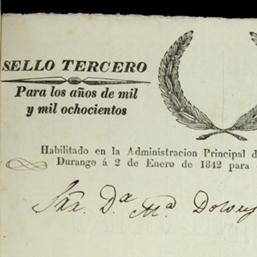 SELLO TERCERO
Para los años de mil
y mil ochocientos
Habilitado en la Administracion Principal d
Durango á 2 de Enero de 1842 para
Da Ma